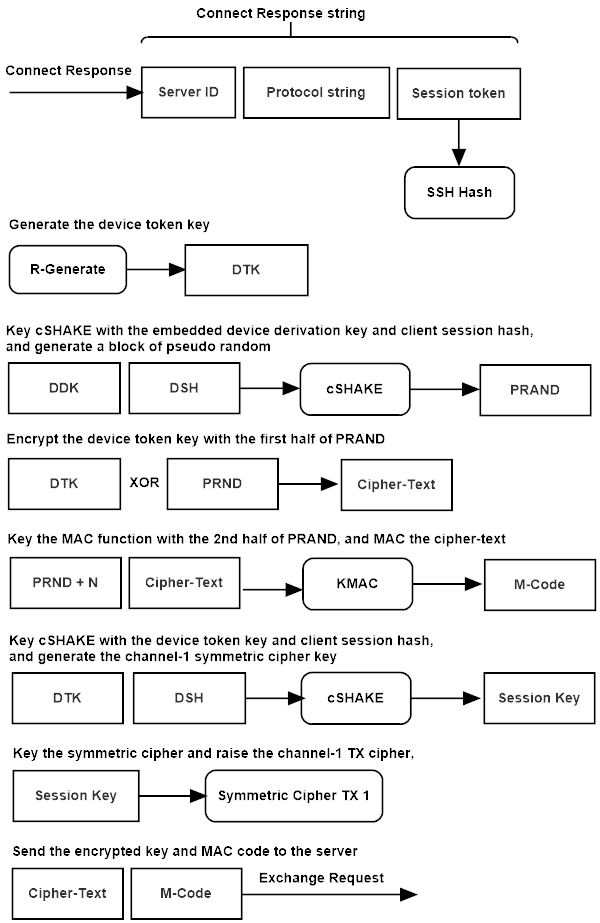 Connect Response string
Connect Response
Server ID
Protocol string
Session token
SSH Hash
Generate the device token key
R-Generate
DTK
Key cSHAKE with the embedded device derivation key and client session hash,
and generate a block of pseudo random
DDK
DSH
cSHAKE
PRAND
Encrypt the device token key with the first half of PRAND
DTK
XOR
PRND
Cipher-Text
Key the MAC function with the 2nd half of PRAND, and MAC the cipher-text
PRND + N
Cipher-Text
KMAC
M-Code
Key cSHAKE with the device token key and client session hash,
and generate the channel-1 symmetric cipher key
DTK
DSH
cSHAKE
Session Key
Key the symmetric cipher and raise the channel-1 TX cipher,
Session Key
Symmetric Cipher TX 1
Send the encrypted key and MAC code to the server
Cipher-Text
M-Code
Exchange Request